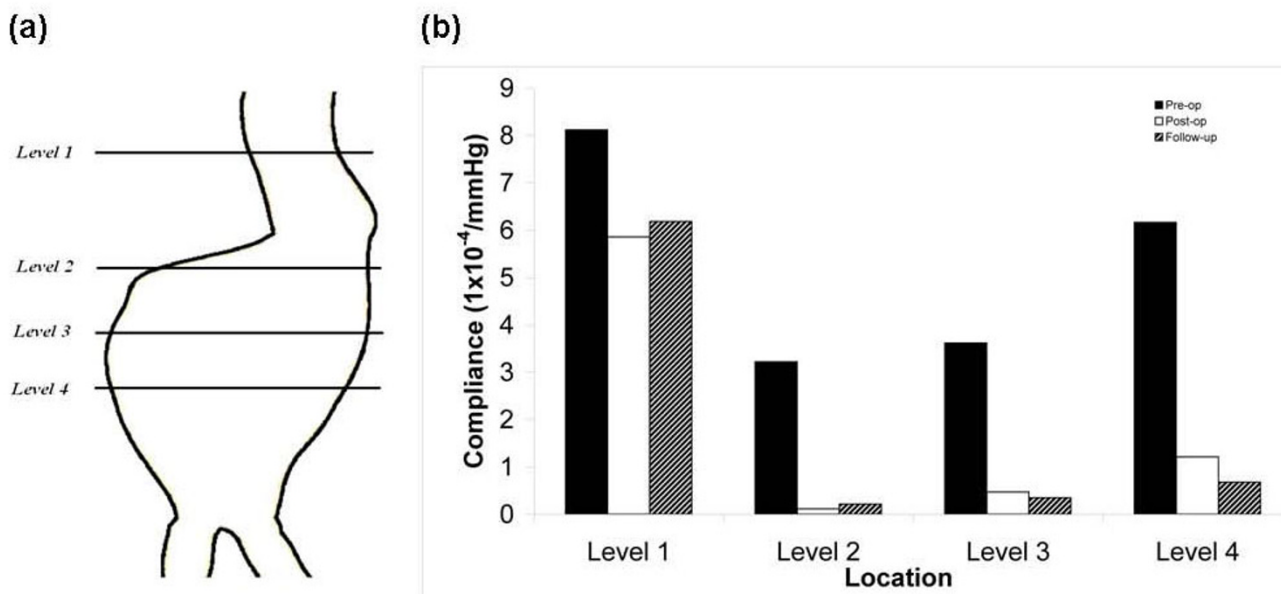 (a)
Level 1
Level 2
Level 3
Level 4
(b)
Compliance (1x10⁻⁴/mmHg)
9
8
7
6
5
4
3
2
1
0
Pre-op
Post-op
Follow-up
Level 1 Level 2 Level 3 Level 4
Location